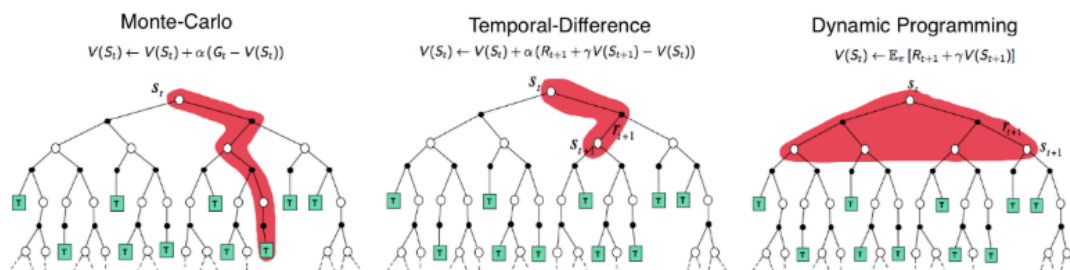 Monte-Carlo
V(S_t) ← V(S_t) + α (G_t − V(S_t))
s_t
T
T
T
T
T
T
T
T
T
T
Temporal-Difference
V(S_t) ← V(S_t) + α (R_{t+1} + γV(S_{t+1}) − V(S_t))
s_t
r_{t+1}
s_{t+1}
T
T
T
T
T
T
T
T
T
T
Dynamic Programming
V(S_t) ← 𝔼_π [R_{t+1} + γV(S_{t+1})]
s_t
r_{t+1}
s_{t+1}
T
T
T
T
T
T
T
T
T
T